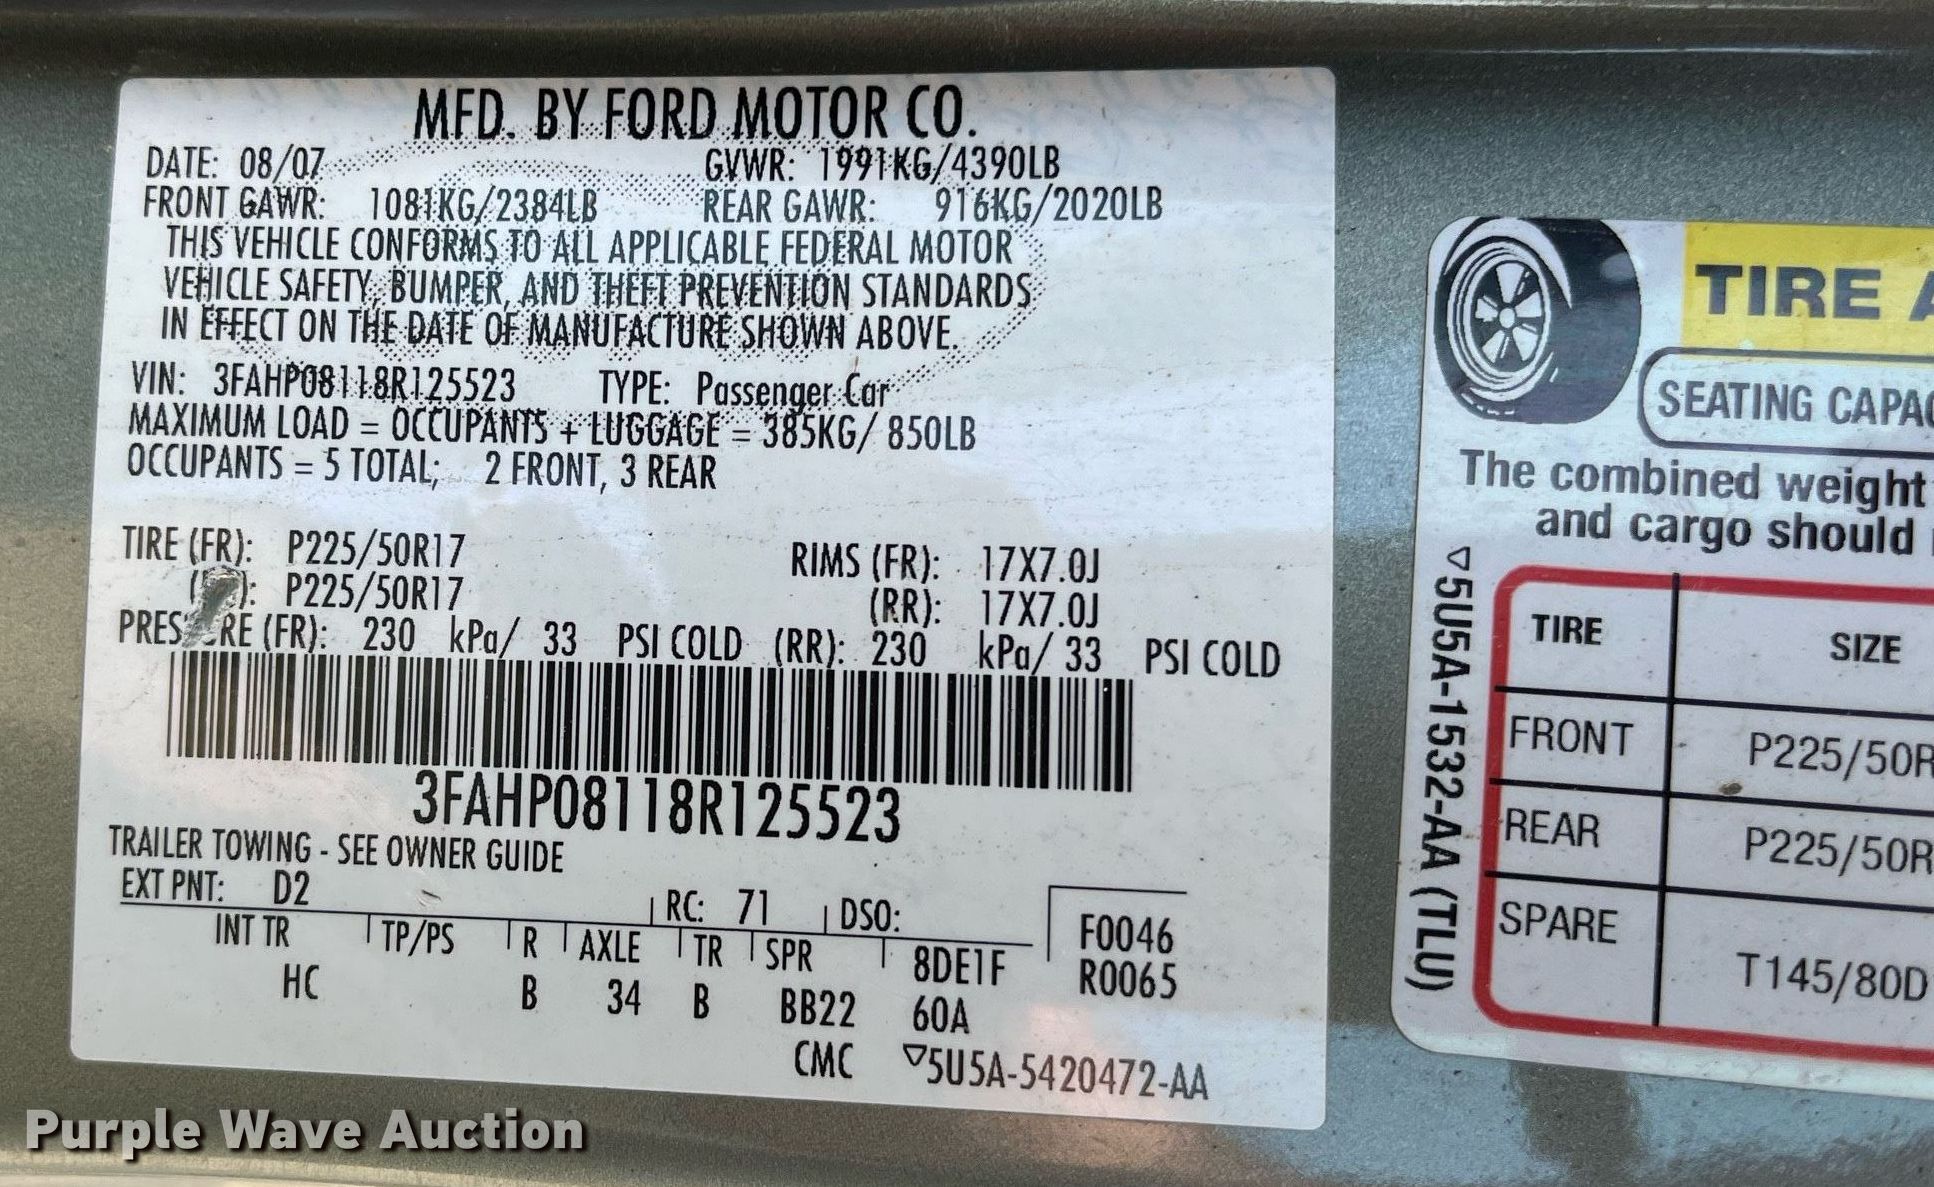 MFD. BY FORD MOTOR CO.
DATE: 08/07 GVWR: 1991KG/4390LB
FRONT GAWR: 1081KG/2384LB REAR GAWR: 916KG/2020LB
THIS VEHICLE CONFORMS TO ALL APPLICABLE FEDERAL MOTOR
VEHICLE SAFETY, BUMPER, AND THEFT PREVENTION STANDARDS
IN EFFECT ON THE DATE OF MANUFACTURE SHOWN ABOVE.
VIN: 3FAHP08118R125523 TYPE: Passenger Car
MAXIMUM LOAD = OCCUPANTS + LUGGAGE = 385KG/ 850LB
OCCUPANTS = 5 TOTAL; 2 FRONT, 3 REAR
TIRE (FR): P225/50R17 RIMS (FR): 17X7.0J
P225/50R17 (RR): 17X7.0J
(FR): 230 kPa/ 33 PSI COLD (RR): 230 kPa/ 33 PSI COLD
3FAHP08118R125523
TRAILER TOWING - SEE OWNER GUIDE
EXT PNT: D2 RC: 71 DSO:
INT TR TP/PS R AXLE TR SPR 8DE1F
HC B 34 B BB22 60A
CMC ▽5U5A-5420472-AA
F0046
R0065
TIRE
SEATING
The combined weight
and cargo should
▽5U5A-1532-AA (TLU)
TIRE SIZE
FRONT P225/50R
REAR P225/50R
SPARE T145/80D
Purple Wave Auction